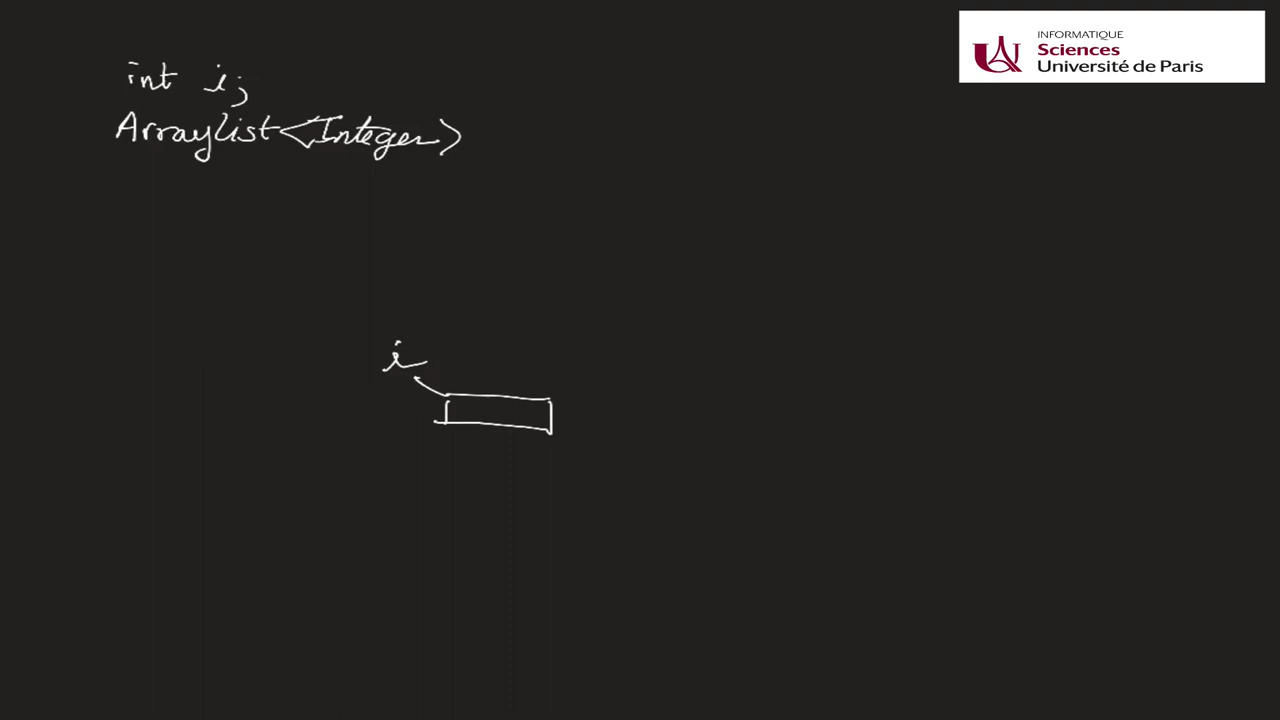 INFORMATIQUE
Sciences
Université de Paris
int i;
ArrayList<Integer>
i